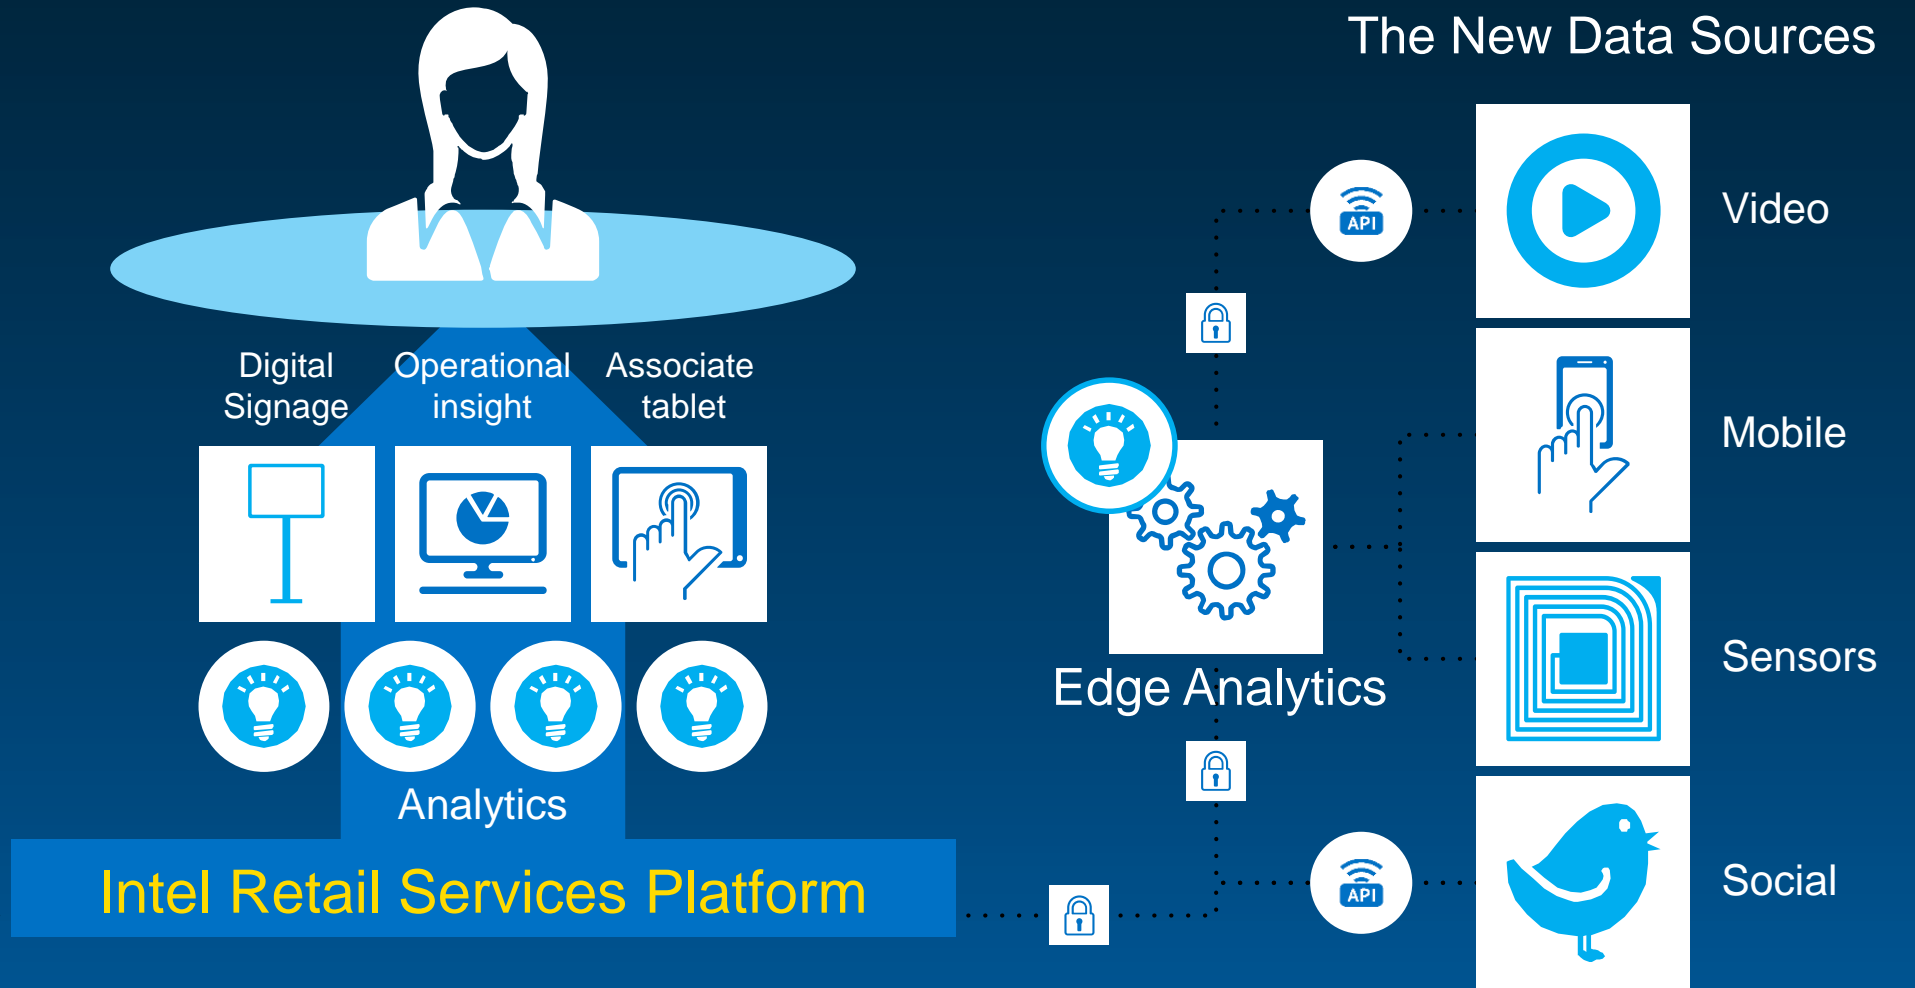 The New Data Sources
Digital
Signage
Operational
insight
Associate
tablet
Analytics
Intel Retail Services Platform
API
Video
Mobile
Edge Analytics
Sensors
API
Social